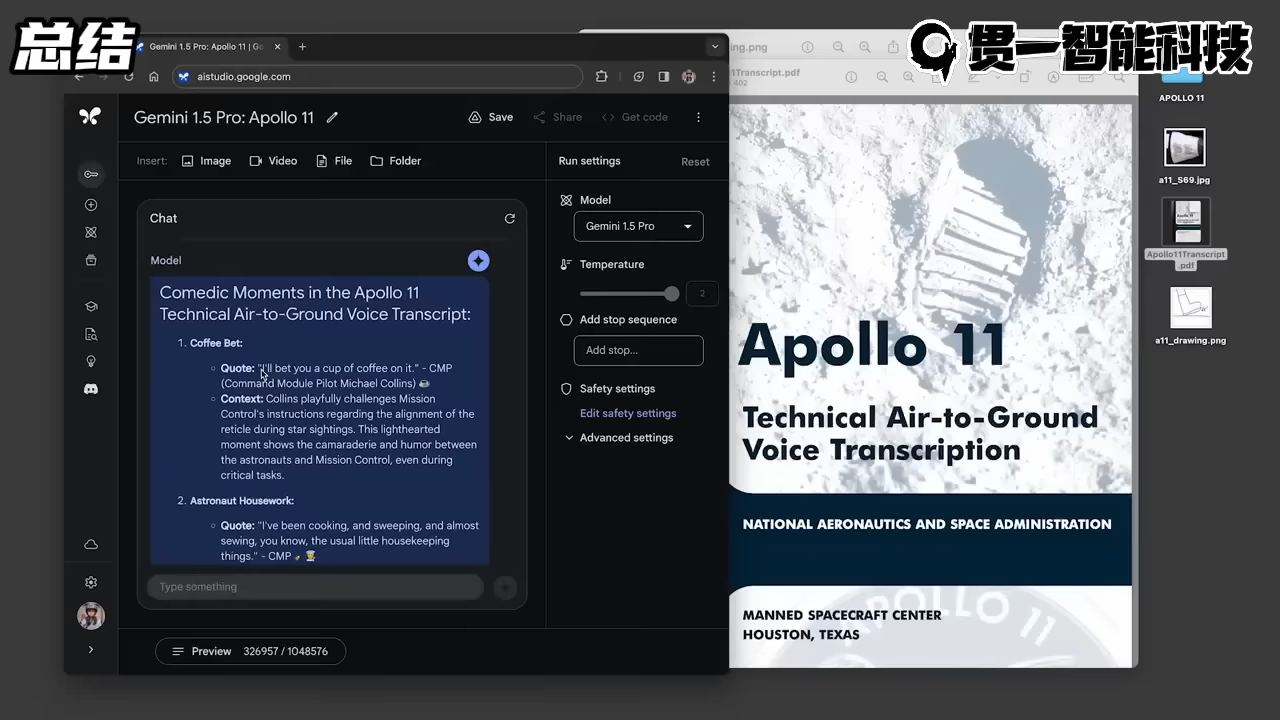 总结
贯一智能科技
Gemini 1.5 Pro: Apollo 11 | Go
ing.png
aistudio.google.com
1Transcript.pdf
402
APOLLO 11
Gemini 1.5 Pro: Apollo 11
Save
Share
Get code
Insert:
Image
Video
File
Folder
Run settings
Reset
Chat
Model
Comedic Moments in the Apollo 11
Technical Air-to-Ground Voice Transcript:
1. Coffee Bet:
Quote: "I'll bet you a cup of coffee on it." - CMP
(Command Module Pilot Michael Collins) ☕
Context: Collins playfully challenges Mission
Control's instructions regarding the alignment of the
reticle during star sightings. This lighthearted
moment shows the camaraderie and humor between
the astronauts and Mission Control, even during
critical tasks.
2. Astronaut Housework:
Quote: "I've been cooking, and sweeping, and almost
sewing, you know, the usual little housekeeping
things." - CMP 🧹👨‍🍳
Type something
Preview
326957 / 1048576
Model
Gemini 1.5 Pro
Temperature
2
Add stop sequence
Add stop...
Safety settings
Edit safety settings
Advanced settings
Apollo 11
Technical Air-to-Ground
Voice Transcription
NATIONAL AERONAUTICS AND SPACE ADMINISTRATION
MANNED SPACECRAFT CENTER
HOUSTON, TEXAS
APOLLO 11
a11_S69.jpg
Apollo11Transcript
.pdf
a11_drawing.png